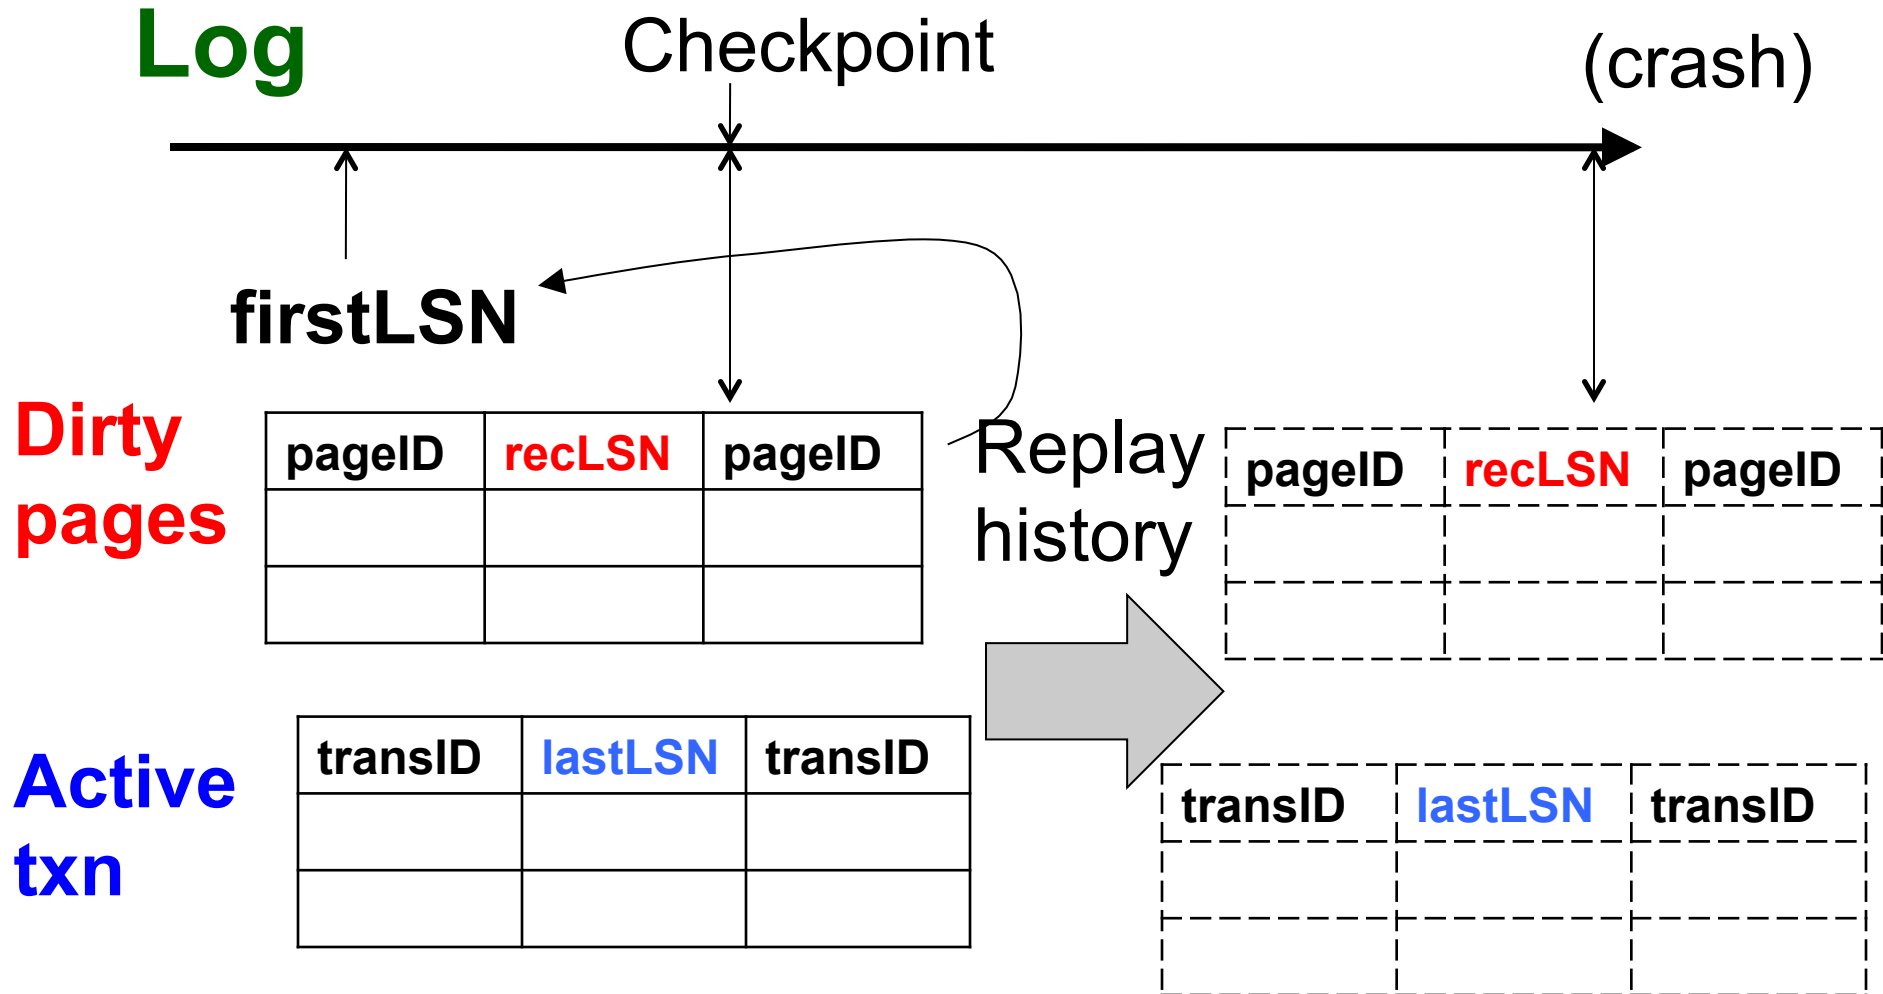 Log
Checkpoint
(crash)
firstLSN
Dirty
pages
pageID recLSN pageID
Replay
history
pageID recLSN pageID
Active
txn
transID lastLSN transID
transID lastLSN transID